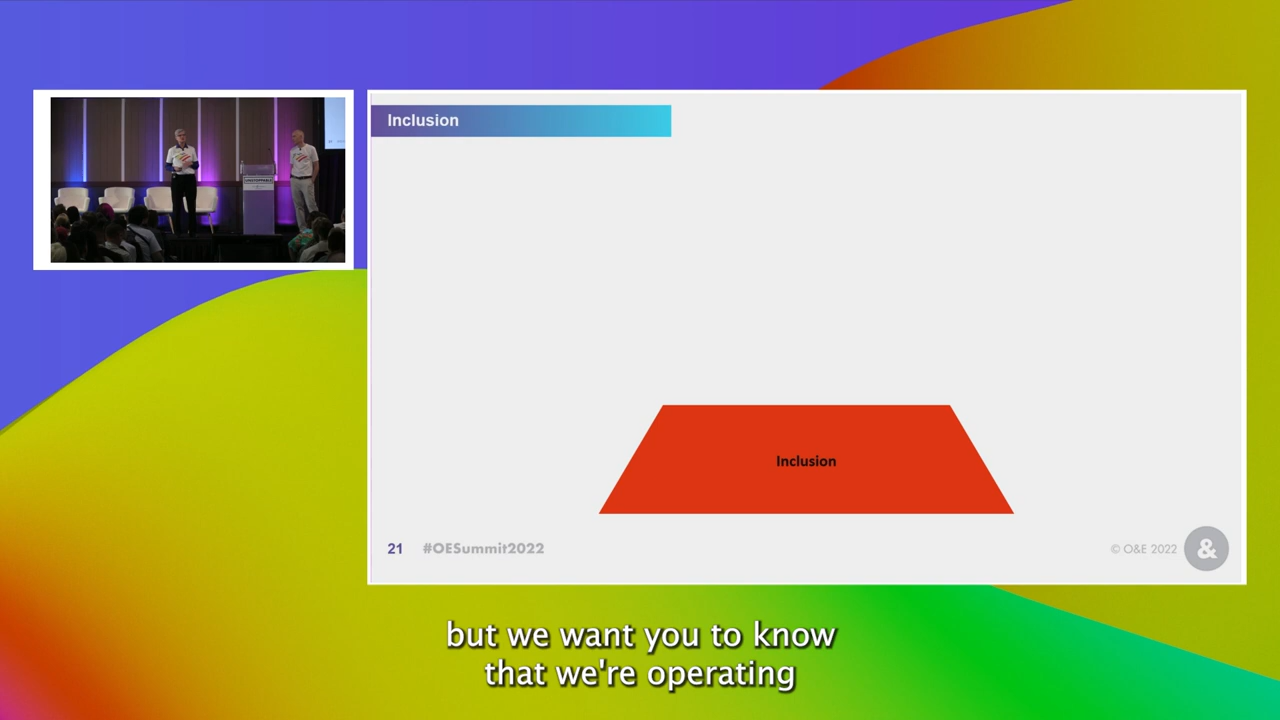 Inclusion
Inclusion
21 #OESummit2022
© O&E 2022 &
but we want you to know
that we're operating